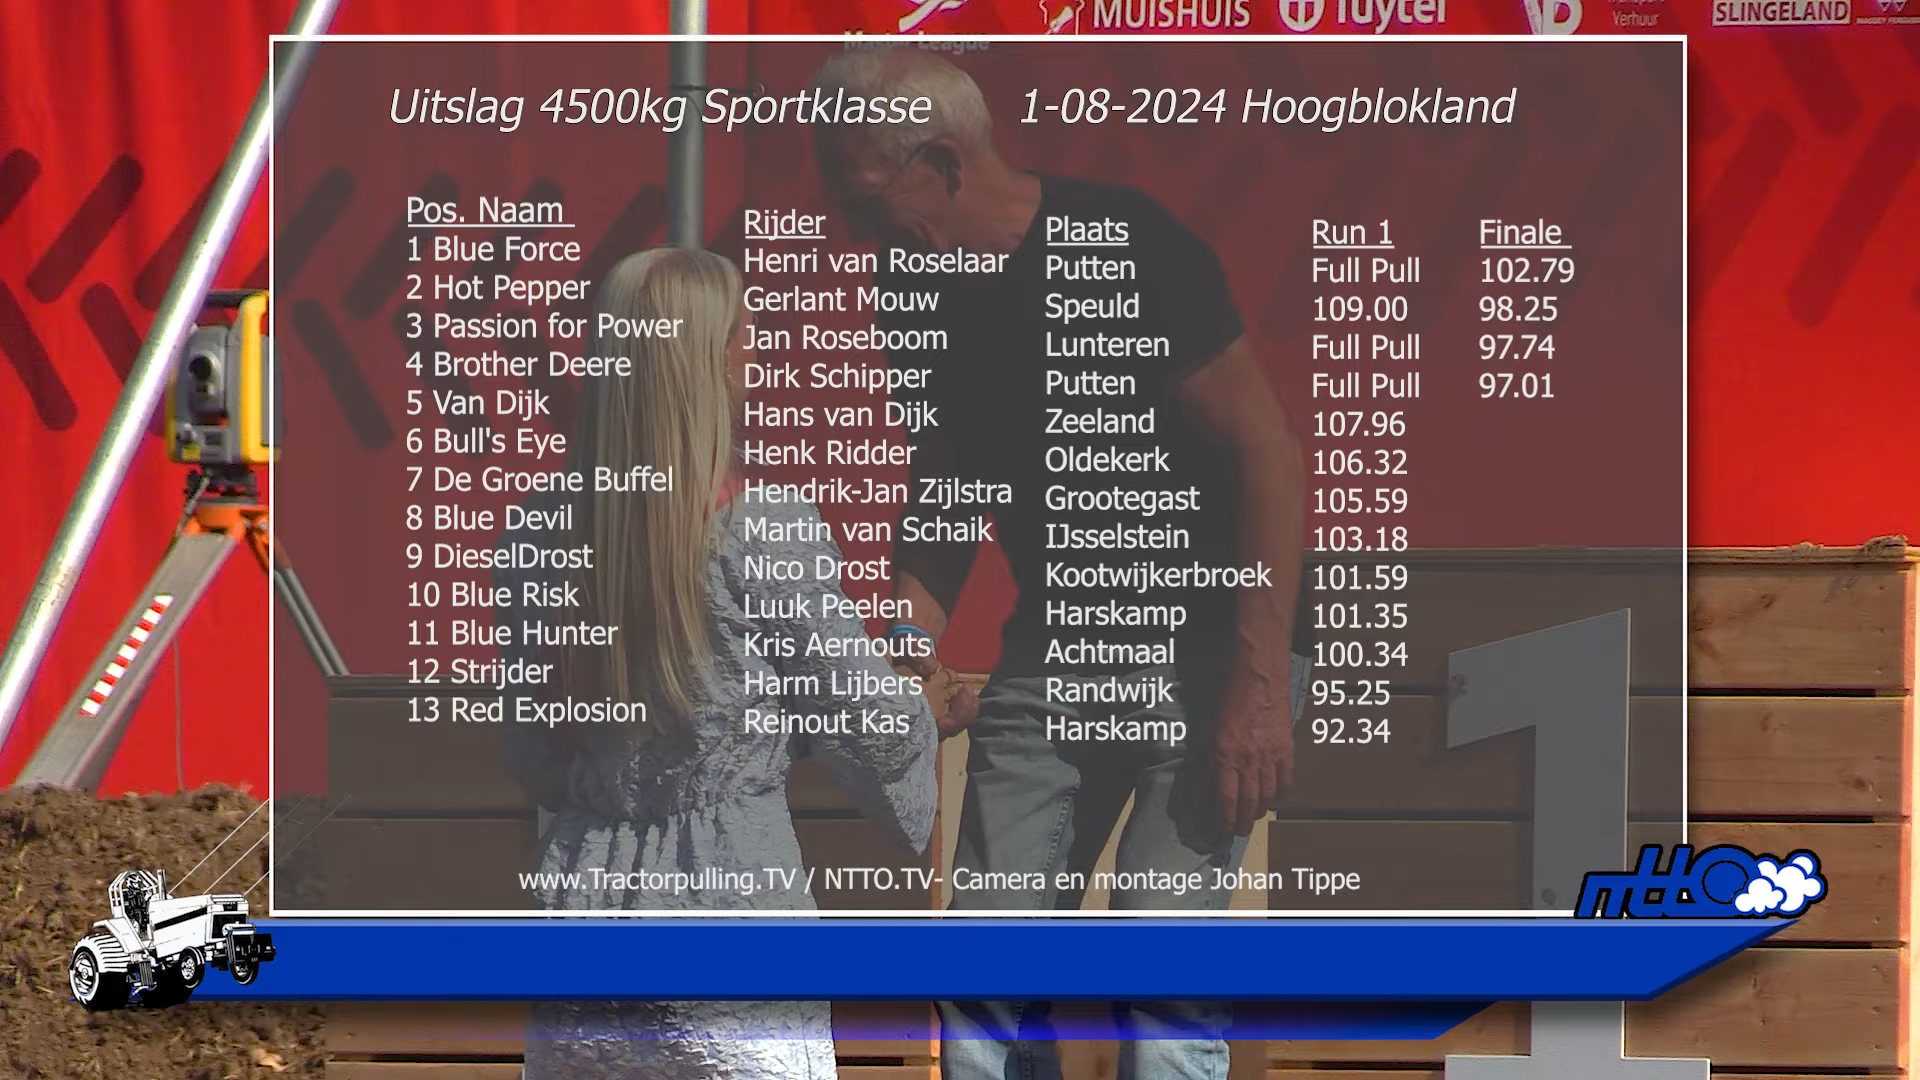 MUISHUIS
Tuytel
Verhuur
SLINGELAND
Master League
Uitslag 4500kg Sportklasse 1-08-2024 Hoogblokland
Pos. Naam Rijder Plaats Run 1 Finale
1 Blue Force Henri van Roselaar Putten Full Pull 102.79
2 Hot Pepper Gerlant Mouw Speuld 109.00 98.25
3 Passion for Power Jan Roseboom Lunteren Full Pull 97.74
4 Brother Deere Dirk Schipper Putten Full Pull 97.01
5 Van Dijk Hans van Dijk Zeeland 107.96
6 Bull's Eye Henk Ridder Oldekerk 106.32
7 De Groene Buffel Hendrik-Jan Zijlstra Grootegast 105.59
8 Blue Devil Martin van Schaik IJsselstein 103.18
9 DieselDrost Nico Drost Kootwijkerbroek 101.59
10 Blue Risk Luuk Peelen Harskamp 101.35
11 Blue Hunter Kris Aernouts Achtmaal 100.34
12 Strijder Harm Lijbers Randwijk 95.25
13 Red Explosion Reinout Kas Harskamp 92.34
1
www.Tractorpulling.TV / NTTO.TV- Camera en montage Johan Tippe
ntto